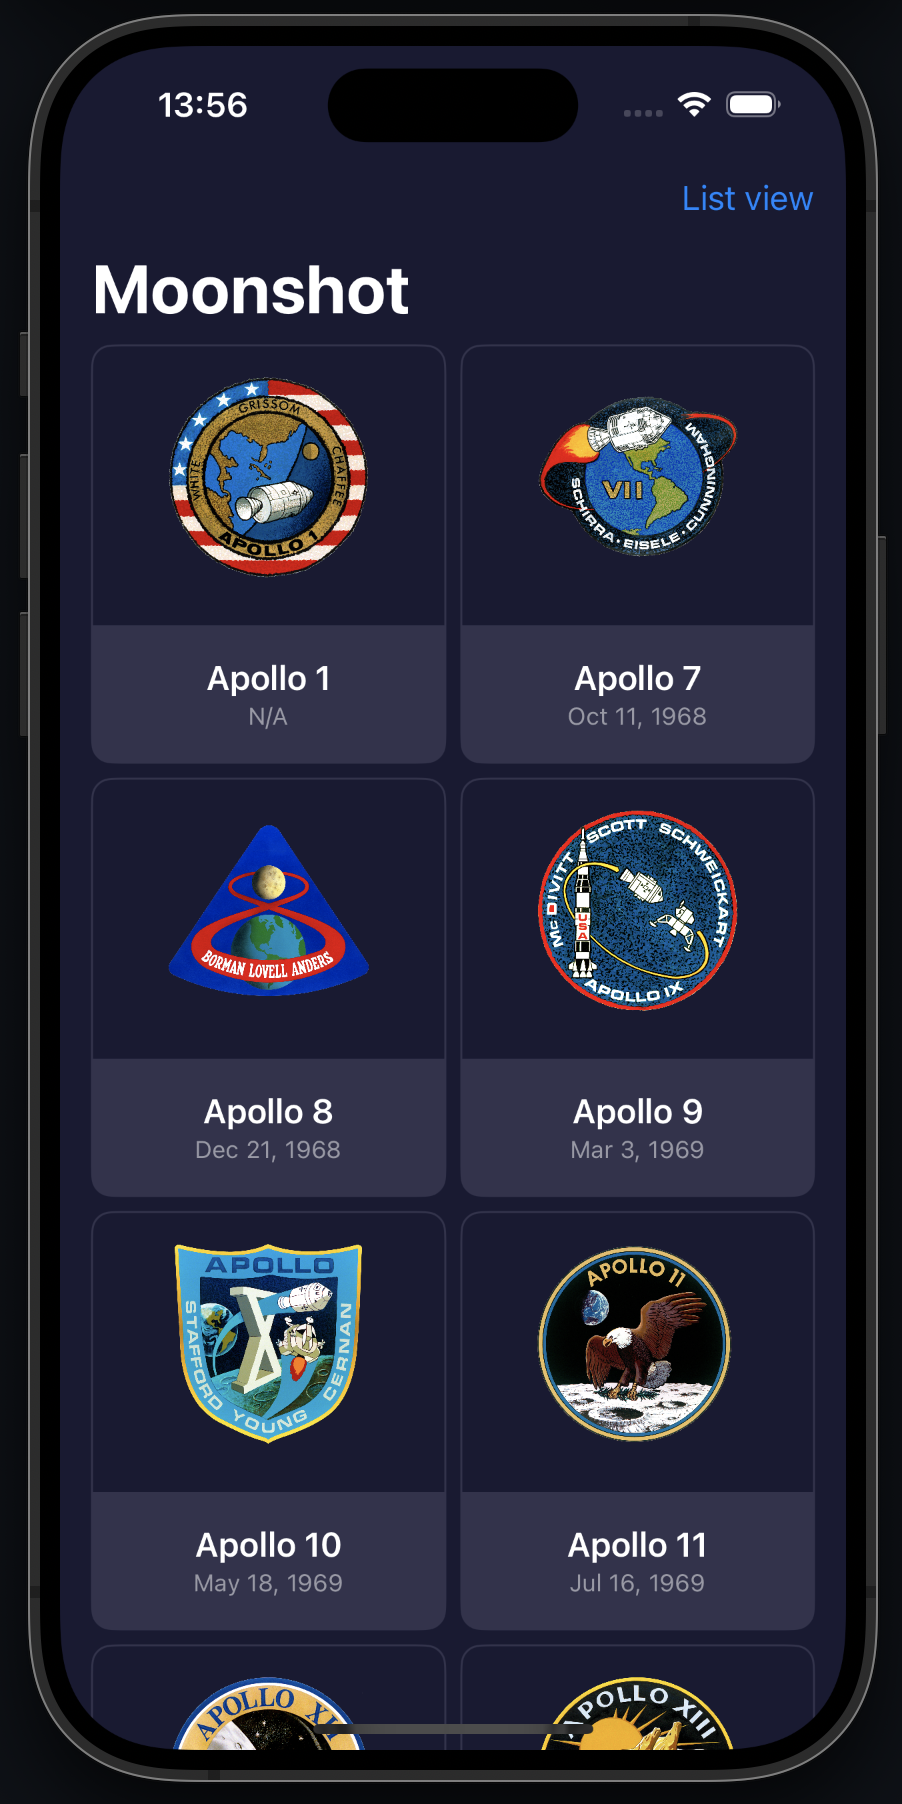 13:56
List view
Moonshot
GRISSOM
WHITE
CHAFFEE
APOLLO 1
VII
SCHIRRA · EISELE · CUNNINGHAM
Apollo 1
N/A
Apollo 7
Oct 11, 1968
BORMAN LOVELL ANDERS
McDIVITT SCOTT SCHWEICKART
USA
APOLLO IX
Apollo 8
Dec 21, 1968
Apollo 9
Mar 3, 1969
APOLLO
X
STAFFORD YOUNG CERNAN
APOLLO 11
Apollo 10
May 18, 1969
Apollo 11
Jul 16, 1969
APOLLO
APOLLO XIII